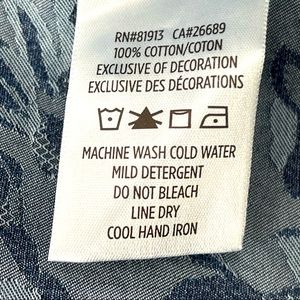 RN#81913 CA#26689
100% COTTON/COTON
EXCLUSIVE OF DECORATION
EXCLUSIVE DES DÉCORATIONS
MACHINE WASH COLD WATER
MILD DETERGENT
DO NOT BLEACH
LINE DRY
COOL HAND IRON